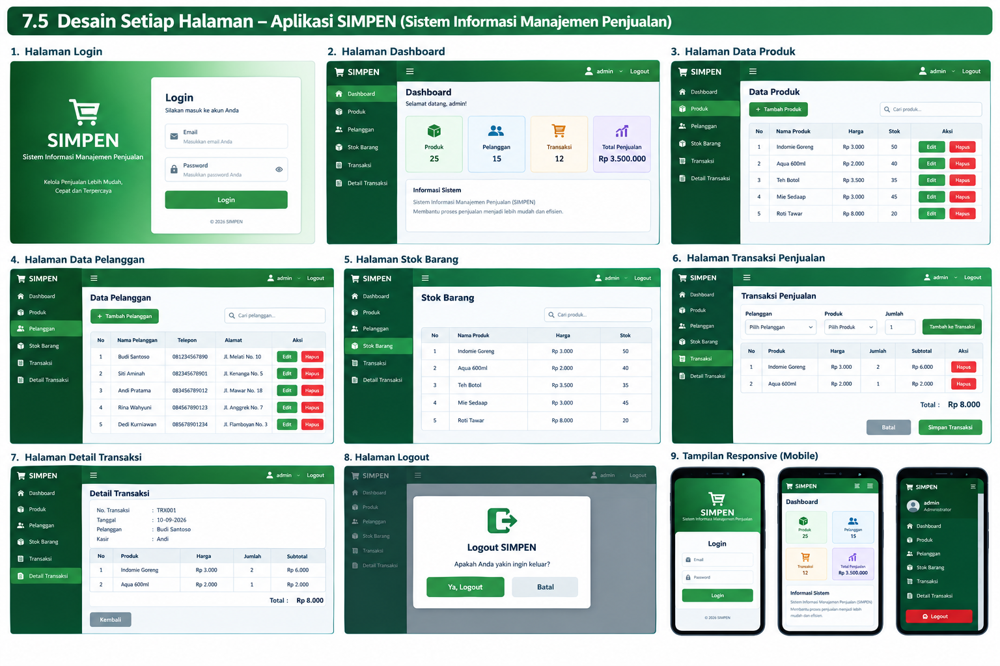 7.5 Desain Setiap Halaman – Aplikasi SIMPEN (Sistem Informasi Manajemen Penjualan)
1. Halaman Login
SIMPEN
Sistem Informasi Manajemen Penjualan
Kelola Penjualan Lebih Mudah,
Cepat dan Terpercaya
Login
Silakan masuk ke akun Anda
Email
Masukkan email Anda
Password
Masukkan password Anda
Login
© 2026 SIMPEN
2. Halaman Dashboard
SIMPEN
admin Logout
Dashboard
Produk
Pelanggan
Stok Barang
Transaksi
Detail Transaksi
Dashboard
Selamat datang, admin!
Produk
25
Pelanggan
15
Transaksi
12
Total Penjualan
Rp 3.500.000
Informasi Sistem
Sistem Informasi Manajemen Penjualan (SIMPEN)
Membantu proses penjualan menjadi lebih mudah dan efisien.
3. Halaman Data Produk
SIMPEN
admin Logout
Dashboard
Produk
Pelanggan
Stok Barang
Transaksi
Detail Transaksi
Data Produk
+ Tambah Produk
Cari produk...
No Nama Produk Harga Stok Aksi
1 Indomie Goreng Rp 3.000 50 Edit Hapus
2 Aqua 600ml Rp 2.000 40 Edit Hapus
3 Teh Botol Rp 3.500 35 Edit Hapus
4 Mie Sedaap Rp 3.000 45 Edit Hapus
5 Roti Tawar Rp 8.000 20 Edit Hapus
4. Halaman Data Pelanggan
SIMPEN
admin Logout
Dashboard
Produk
Pelanggan
Stok Barang
Transaksi
Detail Transaksi
Data Pelanggan
+ Tambah Pelanggan
Cari pelanggan...
No Nama Pelanggan Telepon Alamat Aksi
1 Budi Santoso 081234567890 Jl. Melati No. 10 Edit Hapus
2 Siti Aminah 082345678901 Jl. Kenanga No. 5 Edit Hapus
3 Andi Pratama 083456789012 Jl. Mawar No. 18 Edit Hapus
4 Rina Wahyuni 084567890123 Jl. Anggrek No. 7 Edit Hapus
5 Dedi Kurniawan 085678901234 Jl. Flamboyan No. 3 Edit Hapus
5. Halaman Stok Barang
SIMPEN
admin Logout
Dashboard
Produk
Pelanggan
Stok Barang
Transaksi
Detail Transaksi
Stok Barang
Cari produk...
No Nama Produk Harga Stok
1 Indomie Goreng Rp 3.000 50
2 Aqua 600ml Rp 2.000 40
3 Teh Botol Rp 3.500 35
4 Mie Sedaap Rp 3.000 45
5 Roti Tawar Rp 8.000 20
6. Halaman Transaksi Penjualan
SIMPEN
admin Logout
Dashboard
Produk
Pelanggan
Stok Barang
Transaksi
Detail Transaksi
Transaksi Penjualan
Pelanggan Produk Jumlah
Pilih Pelanggan Pilih Produk 1 Tambah ke Transaksi
No Produk Harga Jumlah Subtotal Aksi
1 Indomie Goreng Rp 3.000 2 Rp 6.000 Hapus
2 Aqua 600ml Rp 2.000 1 Rp 2.000 Hapus
Total : Rp 8.000
Batal Simpan Transaksi
7. Halaman Detail Transaksi
SIMPEN
admin Logout
Dashboard
Produk
Pelanggan
Stok Barang
Transaksi
Detail Transaksi
Detail Transaksi
No. Transaksi : TRX001
Tanggal : 10-09-2026
Pelanggan : Budi Santoso
Kasir : Andi
No Produk Harga Jumlah Subtotal
1 Indomie Goreng Rp 3.000 2 Rp 6.000
2 Aqua 600ml Rp 2.000 1 Rp 2.000
Total : Rp 8.000
Kembali
8. Halaman Logout
SIMPEN
admin Logout
Dashboard
Produk
Pelanggan
Stok Barang
Transaksi
Detail Transaksi
Logout SIMPEN
Apakah Anda yakin ingin keluar?
Ya, Logout Batal
9. Tampilan Responsive (Mobile)
SIMPEN
Sistem Informasi Manajemen Penjualan
Login
Email
Password
Login
© 2026 SIMPEN
SIMPEN
Dashboard
Produk
25
Pelanggan
15
Transaksi
12
Total Penjualan
Rp 3.500.000
Informasi Sistem
Sistem Informasi Manajemen Penjualan (SIMPEN)
Membantu proses penjualan menjadi lebih
mudah dan efisien.
SIMPEN
admin
Administrator
Dashboard
Produk
Pelanggan
Stok Barang
Transaksi
Detail Transaksi
Logout